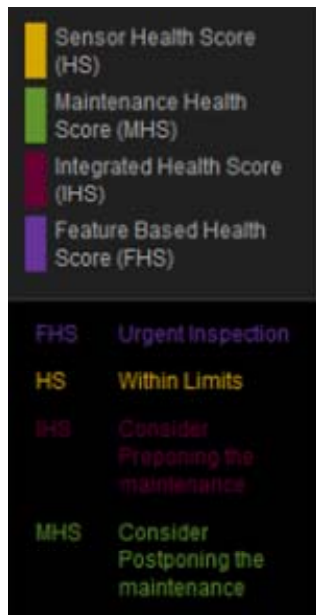 Sensor Health Score
(HS)
Maintenance Health
Score (MHS)
Integrated Health Score
(IHS)
Feature Based Health
Score (FHS)
FHS Urgent Inspection
HS Within Limits
IHS Consider
Preponing the
maintenance
MHS Consider
Postponing the
maintenance